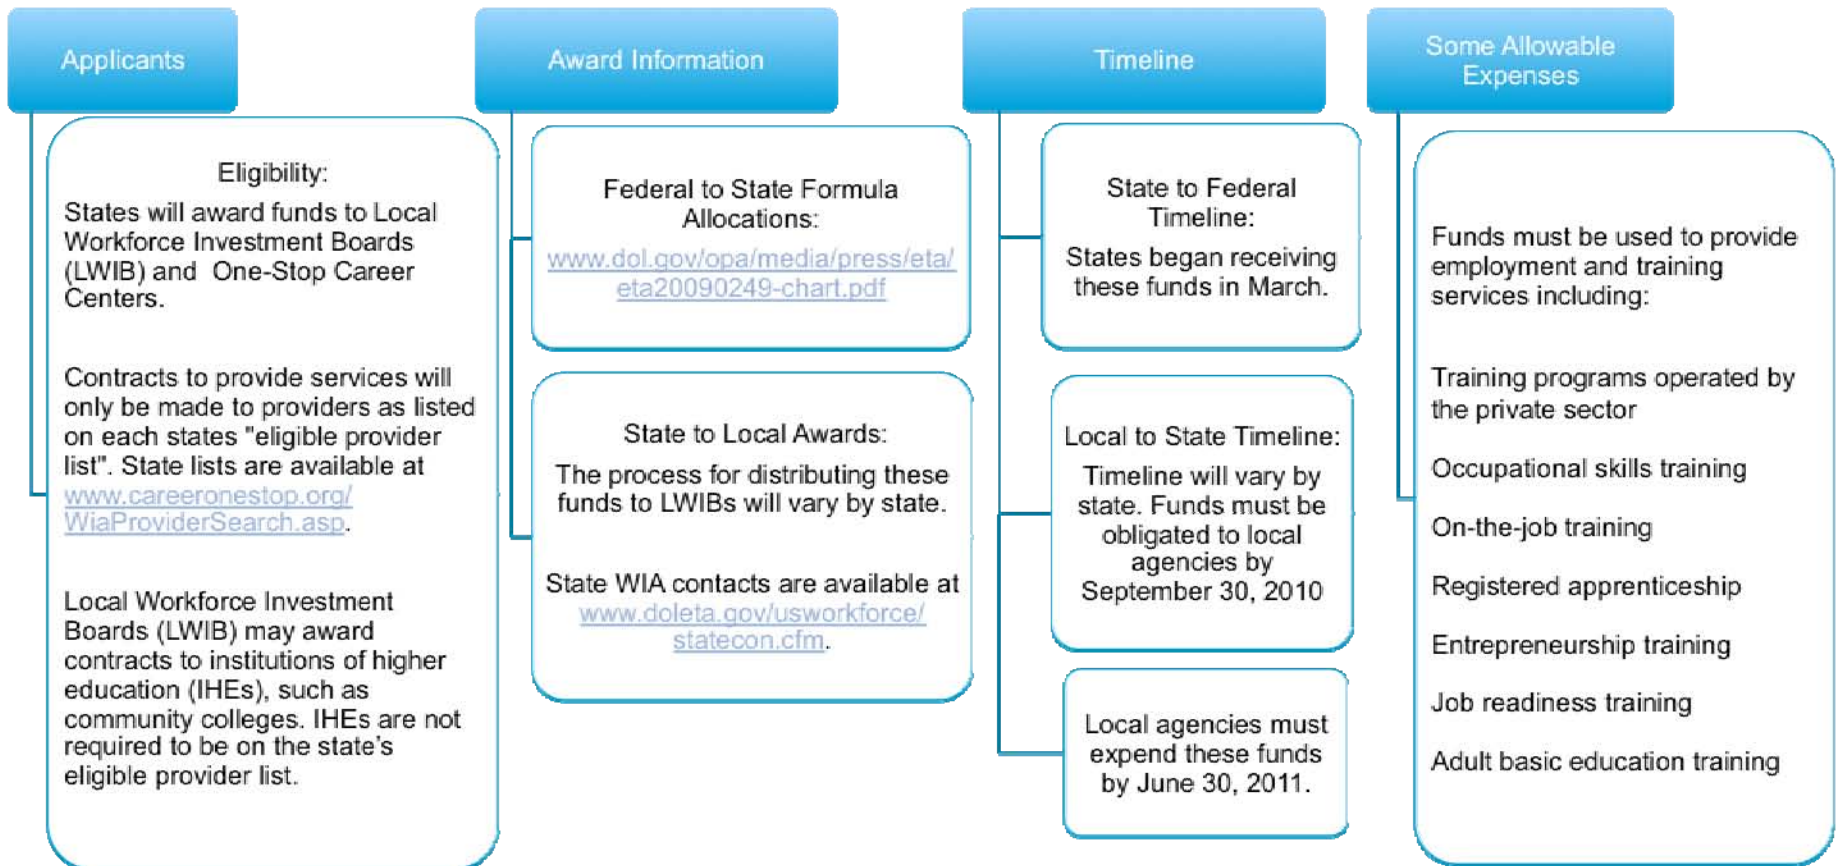 Applicants
Eligibility:
States will award funds to Local
Workforce Investment Boards
(LWIB) and One-Stop Career
Centers.
Contracts to provide services will
only be made to providers as listed
on each states "eligible provider
list". State lists are available at
www.careeronestop.org/
WiaProviderSearch.asp.
Local Workforce Investment
Boards (LWIB) may award
contracts to institutions of higher
education (IHEs), such as
community colleges. IHEs are not
required to be on the state’s
eligible provider list.
Award Information
Federal to State Formula
Allocations:
www.dol.gov/opa/media/press/eta/
eta20090249-chart.pdf
State to Local Awards:
The process for distributing these
funds to LWIBs will vary by state.
State WIA contacts are available at
www.doleta.gov/usworkforce/
statecon.cfm.
Timeline
State to Federal
Timeline:
States began receiving
these funds in March.
Local to State Timeline:
Timeline will vary by
state. Funds must be
obligated to local
agencies by
September 30, 2010
Local agencies must
expend these funds
by June 30, 2011.
Some Allowable
Expenses
Funds must be used to provide
employment and training
services including:
Training programs operated by
the private sector
Occupational skills training
On-the-job training
Registered apprenticeship
Entrepreneurship training
Job readiness training
Adult basic education training